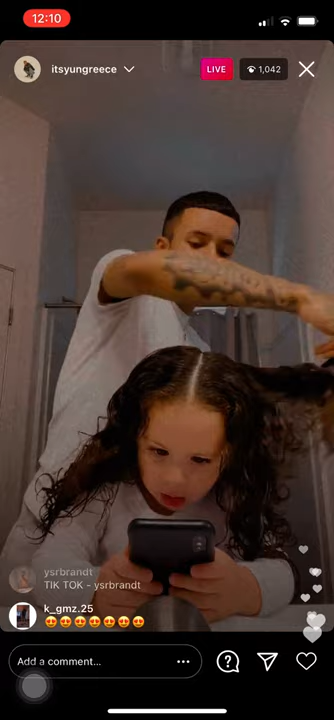 12:10
itsyungreece
LIVE
1,042
ysrbrandt
TIK TOK - ysrbrandt
k_gmz.25
Add a comment...